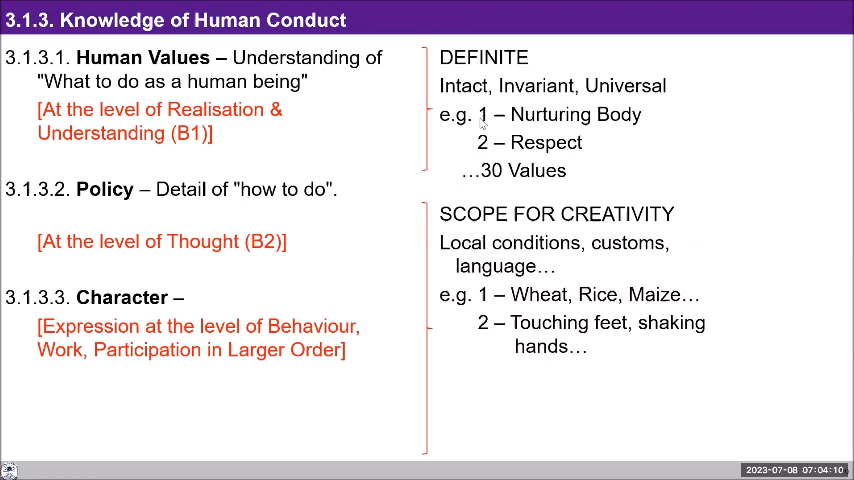 3.1.3. Knowledge of Human Conduct
3.1.3.1. Human Values – Understanding of
"What to do as a human being"
[At the level of Realisation &
Understanding (B1)]
3.1.3.2. Policy – Detail of "how to do".
[At the level of Thought (B2)]
3.1.3.3. Character –
[Expression at the level of Behaviour,
Work, Participation in Larger Order]
DEFINITE
Intact, Invariant, Universal
e.g. 1 – Nurturing Body
2 – Respect
…30 Values
SCOPE FOR CREATIVITY
Local conditions, customs,
language…
e.g. 1 – Wheat, Rice, Maize…
2 – Touching feet, shaking
hands…
2023-07-08 07:04:10